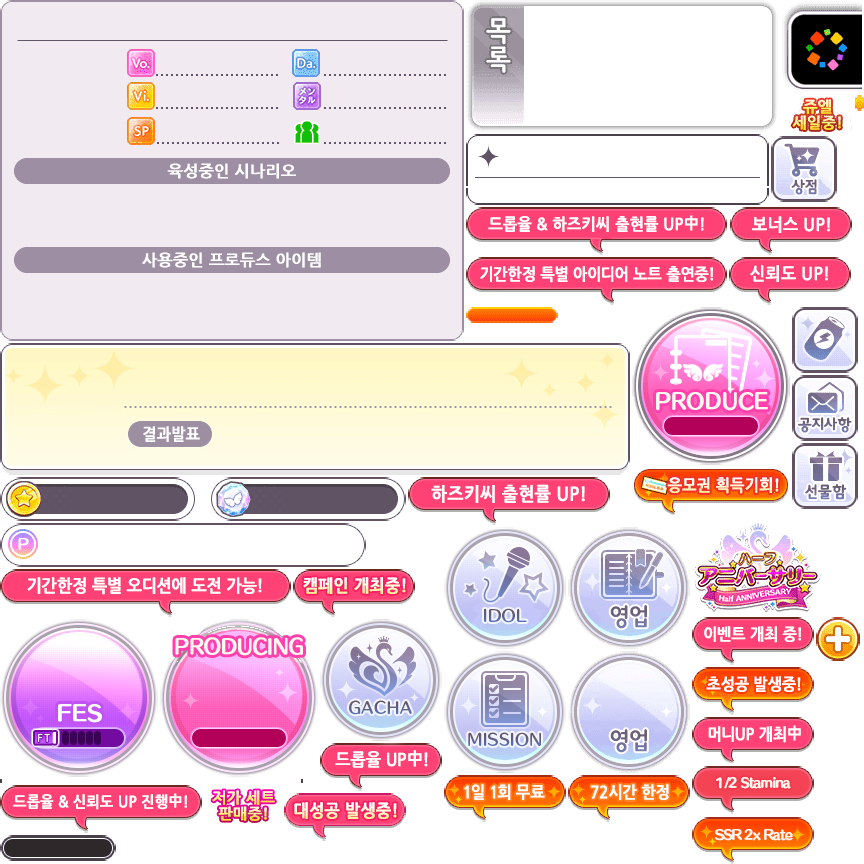 목록
Vo.
Da.
Vi.
メンタル
SP
쥬엘
세일중!
육성중인 시나리오
상점
드롭율 & 하즈키씨 출현률 UP中!
보너스 UP!
사용중인 프로듀스 아이템
기간한정 특별 아이디어 노트 출연중!
신뢰도 UP!
PRODUCE
공지사항
결과발표
하즈키씨 출현률 UP!
응모권 획득기회!
선물함
P
기간한정 특별 오디션에 도전 가능!
캠페인 개최중!
IDOL
영업
ハーフ
アニバーサリー
Half ANNIVERSARY
이벤트 개최 중!
PRODUCING
FES
FT
GACHA
초성공 발생중!
MISSION
영업
머니UP 개최中
드롭율 UP中!
1/2 Stamina
드롭율 & 신뢰도 UP 진행中!
저가 세트
판매중!
대성공 발생중!
1일 1회 무료
72시간 한정
SSR 2x Rate